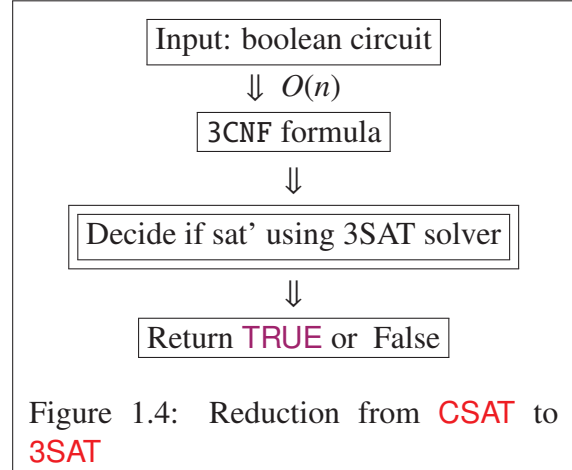 Input: boolean circuit
⇓ O(n)
3CNF formula
⇓
Decide if sat’ using 3SAT solver
⇓
Return TRUE or False
Figure 1.4: Reduction from CSAT to
3SAT